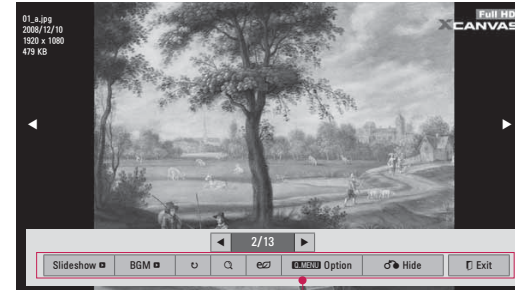 01_a.jpg
2008/12/10
1920 x 1080
479 KB
Full HD
XCANVAS
2/13
Slideshow
BGM
Q.MENU Option
Hide
Exit